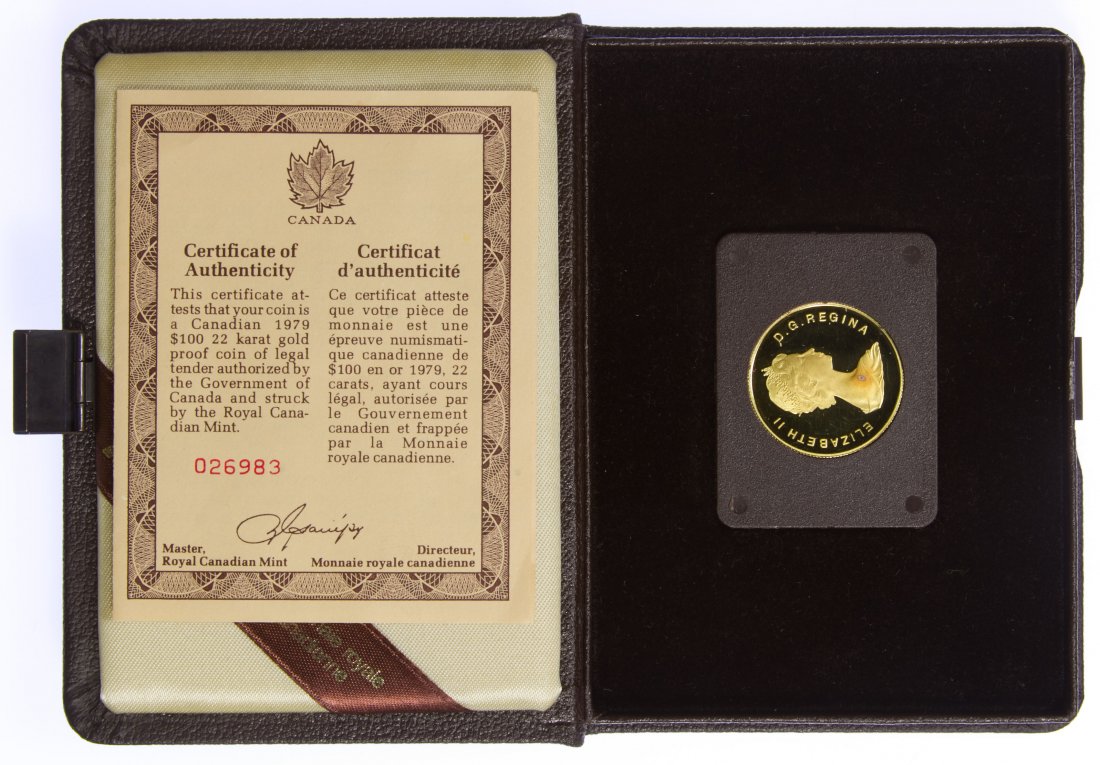 CANADA
Certificate of
Authenticity
This certificate at-
tests that your coin is
a Canadian 1979
$100 22 karat gold
proof coin of legal
tender authorized by
the Government of
Canada and struck
by the Royal Cana-
dian Mint.
026983
Certificat
d'authenticité
Ce certificat atteste
que votre pièce de
monnaie est une
épreuve numismati-
que canadienne de
$100 en or 1979, 22
carats, ayant cours
légal, autorisée par
le Gouvernement
canadien et frappée
par la Monnaie
royale canadienne.
Master,
Royal Canadian Mint
Directeur,
Monnaie royale canadienne
royale
ELIZABETH II
D.G.REGINA